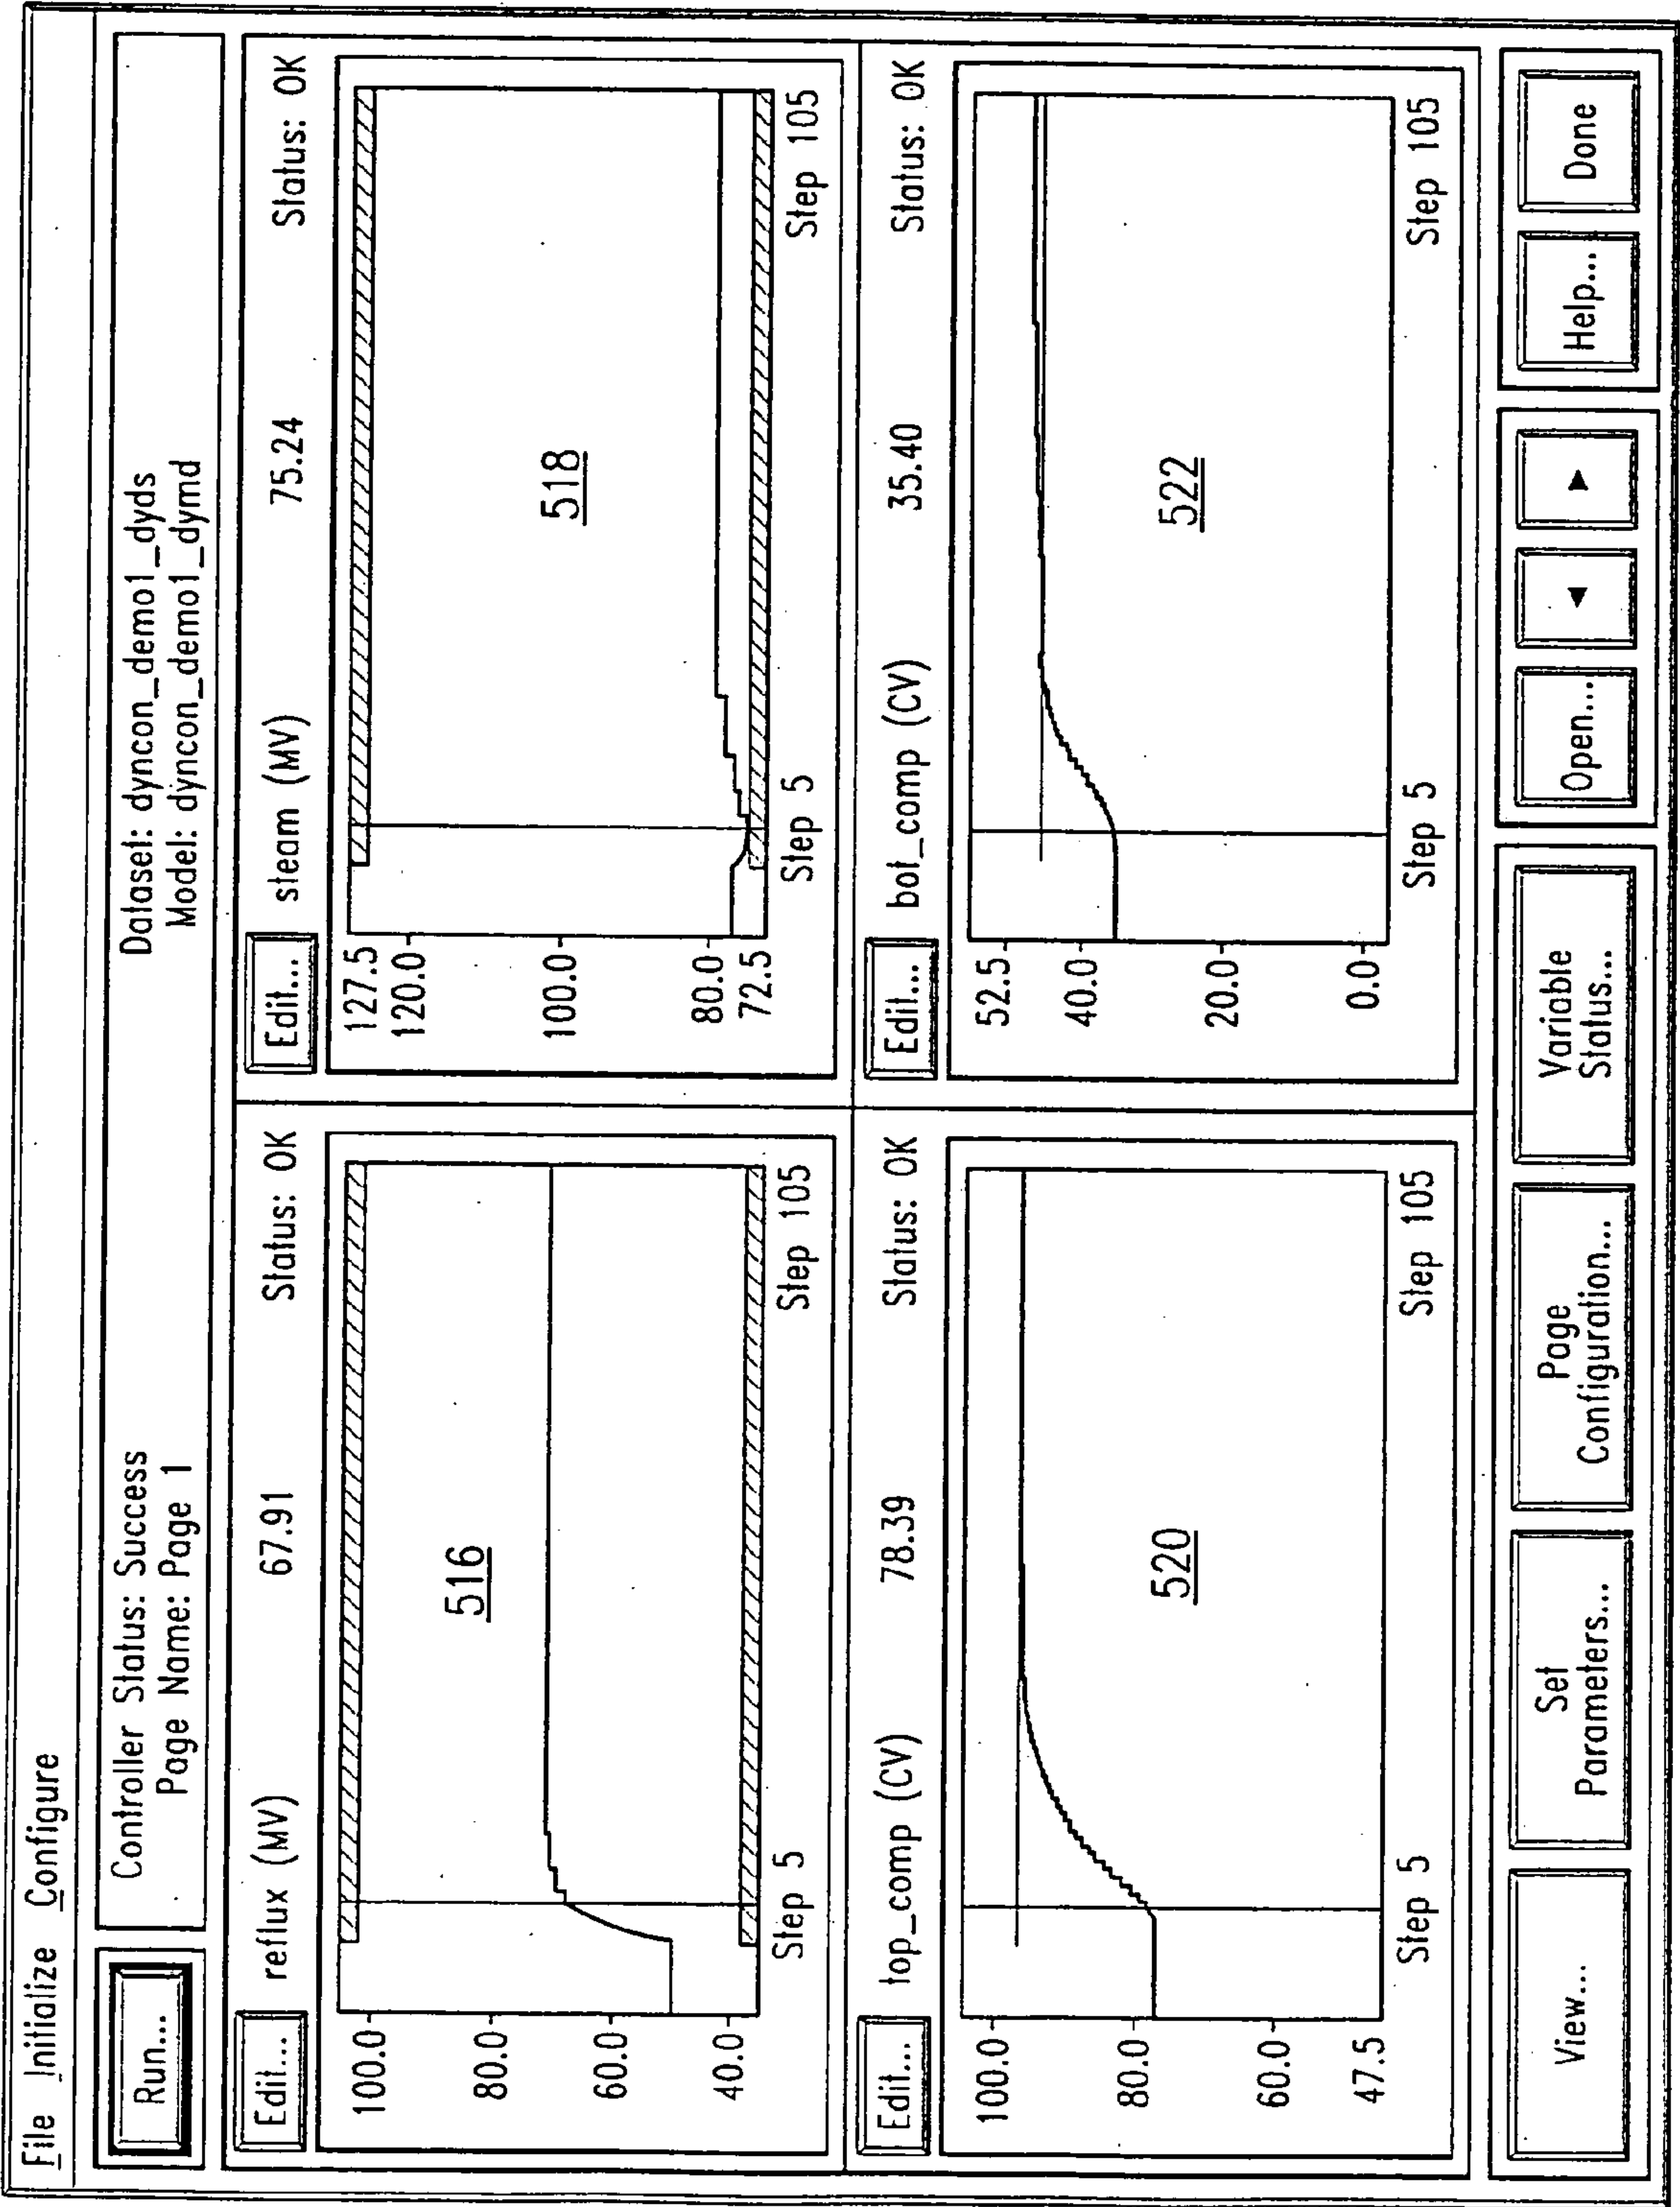 File Initialize Configure
Run...
Controller Status: Success
Page Name: Page 1
Dataset: dyncon_demo1_dyds
Model: dyncon_demo1_dymd
Edit... reflux (MV) 67.91 Status: OK
100.0
80.0
60.0
40.0
516
Step 5 Step 105
Edit... steam (MV) 75.24 Status: OK
127.5
120.0
100.0
80.0
72.5
518
Step 5 Step 105
Edit... top_comp (CV) 78.39 Status: OK
100.0
80.0
60.0
47.5
520
Step 5 Step 105
Edit... bot_comp (CV) 35.40 Status: OK
52.5
40.0
20.0
0.0
522
Step 5 Step 105
View...
Set
Parameters...
Page
Configuration...
Variable
Status...
Open...
Help...
Done